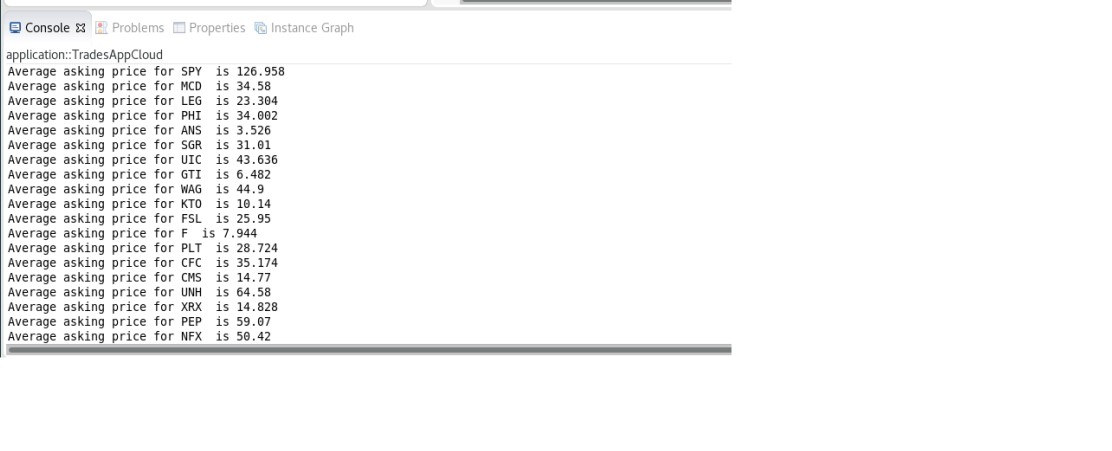 Console Problems Properties Instance Graph
application::TradesAppCloud
Average asking price for SPY  is 126.958
Average asking price for MCD  is 34.58
Average asking price for LEG  is 23.304
Average asking price for PHI  is 34.002
Average asking price for ANS  is 3.526
Average asking price for SGR  is 31.01
Average asking price for UIC  is 43.636
Average asking price for GTI  is 6.482
Average asking price for WAG  is 44.9
Average asking price for KTO  is 10.14
Average asking price for FSL  is 25.95
Average asking price for F  is 7.944
Average asking price for PLT  is 28.724
Average asking price for CFC  is 35.174
Average asking price for CMS  is 14.77
Average asking price for UNH  is 64.58
Average asking price for XRX  is 14.828
Average asking price for PEP  is 59.07
Average asking price for NFX  is 50.42